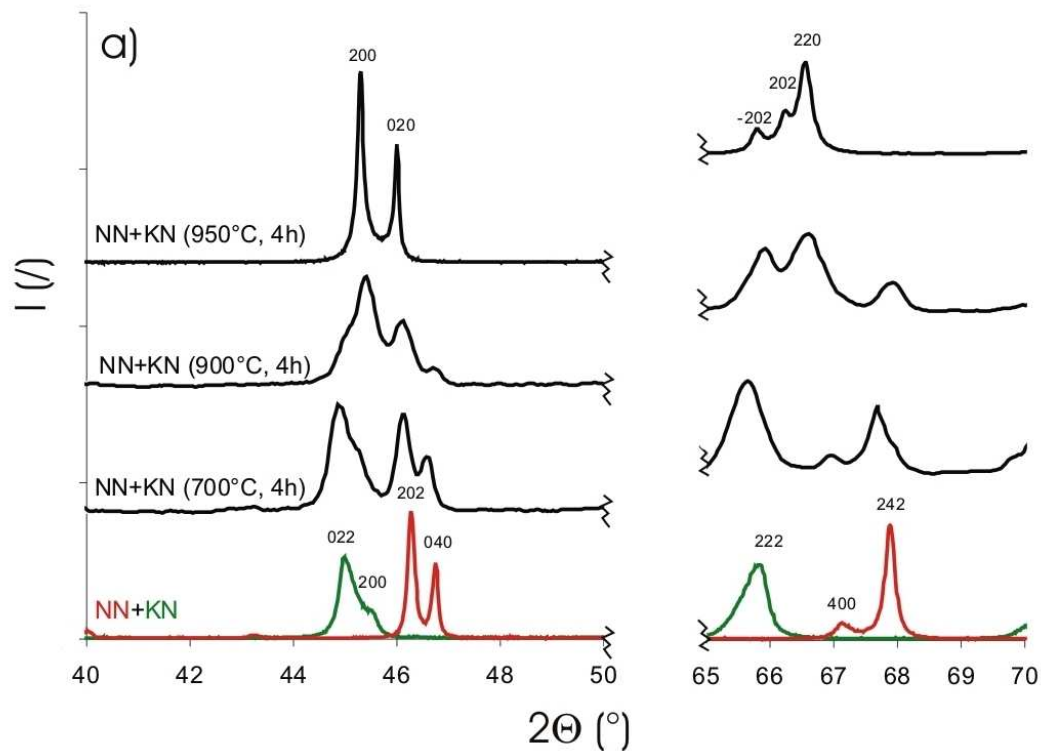 a)
200
020
220
202
-202
NN+KN (950°C, 4h)
I (/)
NN+KN (900°C, 4h)
NN+KN (700°C, 4h)
202
022
040
200
NN+KN
242
222
400
40 42 44 46 48 50 65 66 67 68 69 70
2Θ (°)